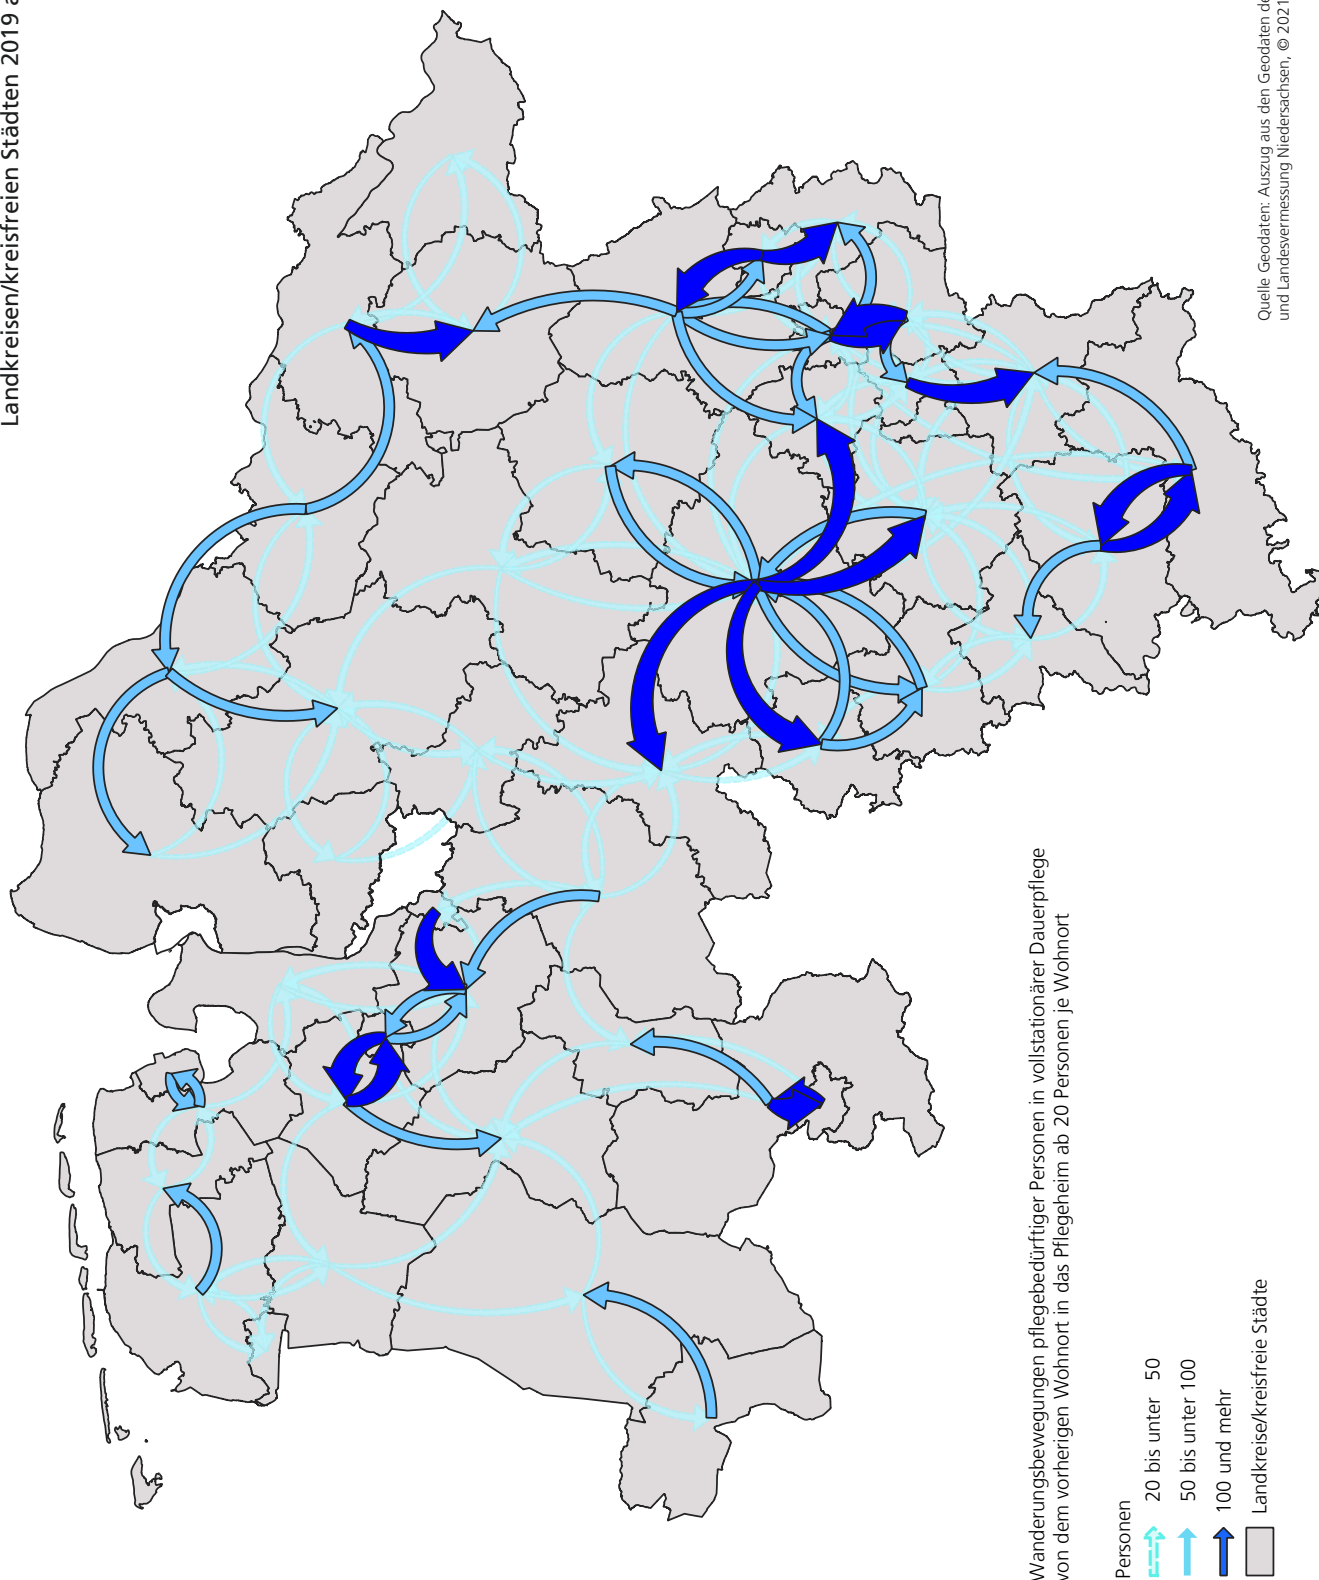 Landkreisen/kreisfreien Städten 2019
Wanderungsbewegungen pflegebedürftiger Personen in vollstationärer Dauerpflege
von dem vorherigen Wohnort in das Pflegeheim ab 20 Personen je Wohnort
Personen
20 bis unter 50
50 bis unter 100
100 und mehr
Landkreise/kreisfreie Städte
Quelle Geodaten: Auszug aus den Geodaten
und Landesvermessung Niedersachsen, © 2021